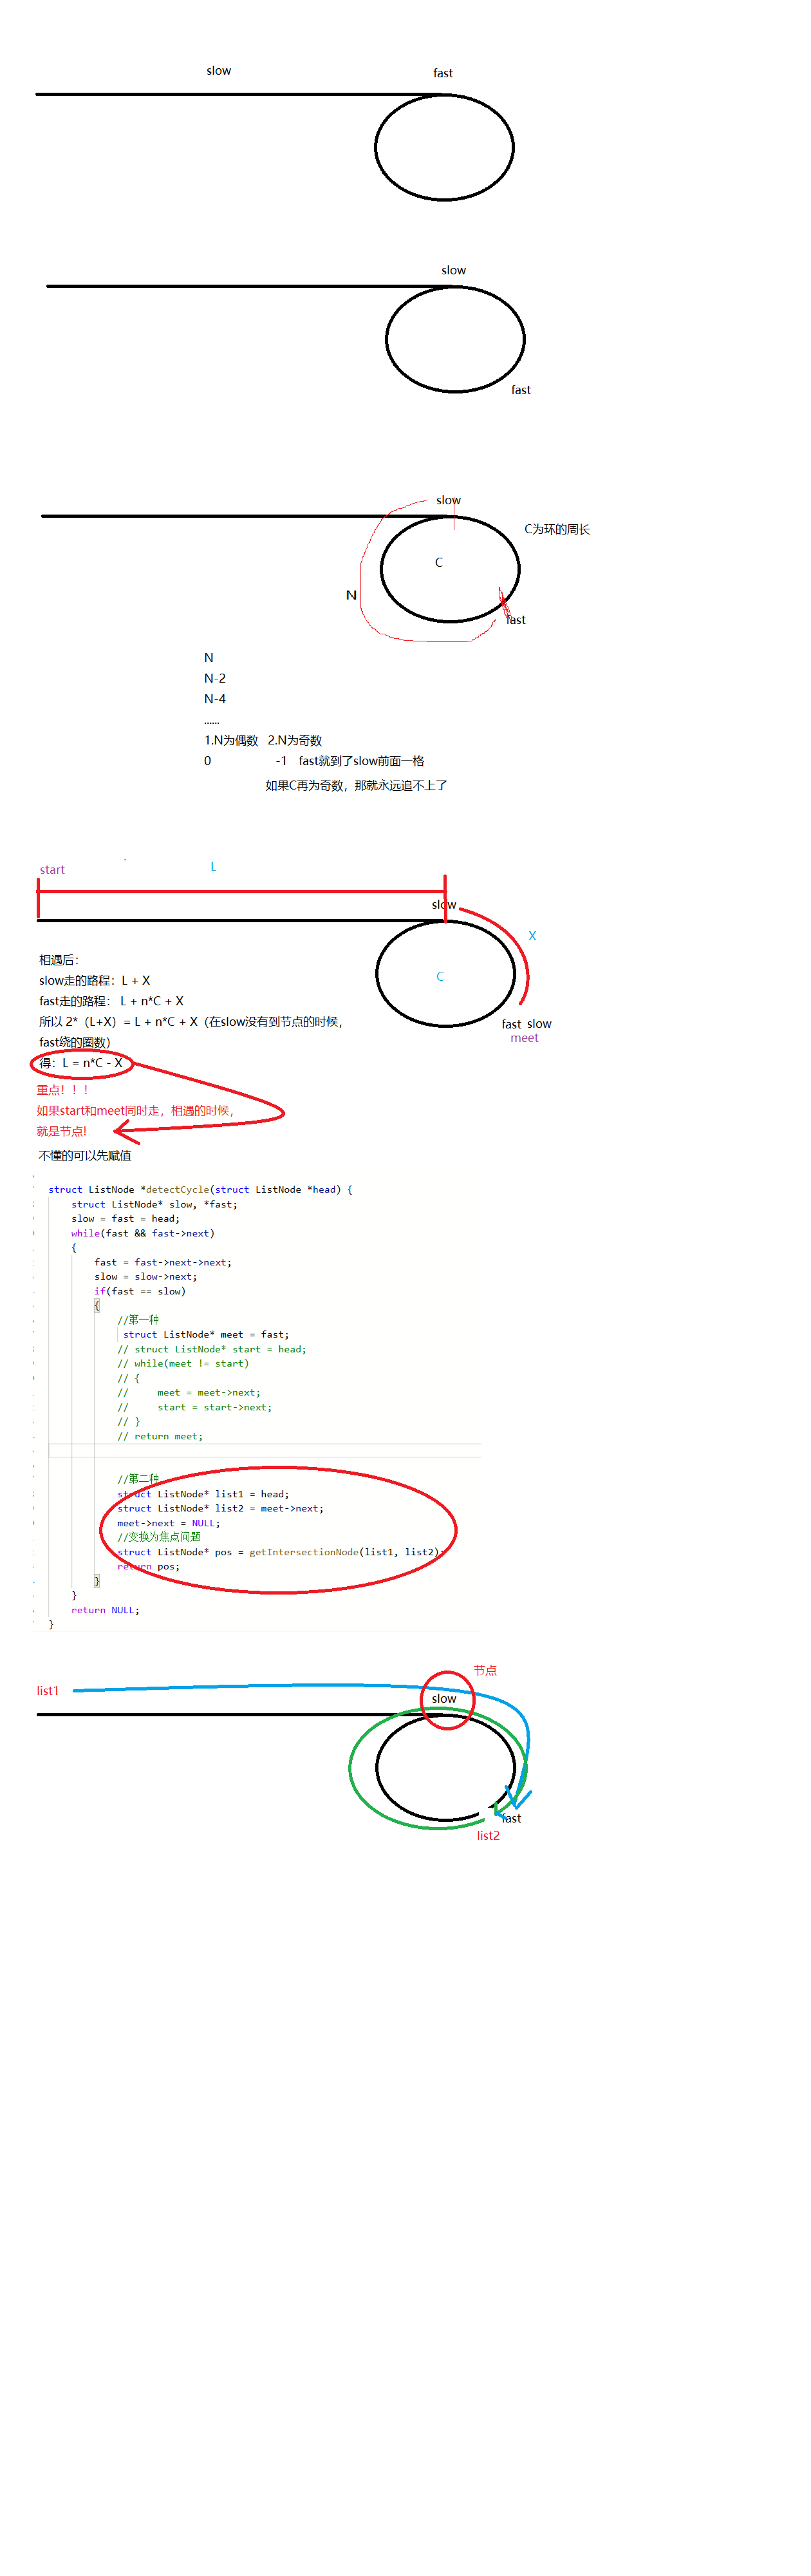 slow fast
slow
fast
slow
C为环的周长
C
N
fast
N
N-2
N-4
......
1.N为偶数 2.N为奇数
0 -1 fast就到了slow前面一格
如果C再为奇数，那就永远追不上了
start L
slow
X
相遇后： C
slow走的路程：L + X
fast走的路程： L + n*C + X
所以 2*（L+X）= L + n*C + X（在slow没有到节点的时候， fast slow
meet
fast绕的圈数）
得：L = n*C - X
重点！！！
如果start和meet同时走，相遇的时候，
就是节点!
不懂的可以先赋值
struct ListNode *detectCycle(struct ListNode *head) {
struct ListNode* slow, *fast;
slow = fast = head;
while(fast && fast->next)
{
fast = fast->next->next;
slow = slow->next;
if(fast == slow)
{
//第一种
struct ListNode* meet = fast;
// struct ListNode* start = head;
// while(meet != start)
// {
//     meet = meet->next;
//     start = start->next;
// }
// return meet;
//第二种
struct ListNode* list1 = head;
struct ListNode* list2 = meet->next;
meet->next = NULL;
//变换为焦点问题
struct ListNode* pos = getIntersectionNode(list1, list2);
return pos;
}
}
return NULL;
}
节点
list1 slow
fast
list2